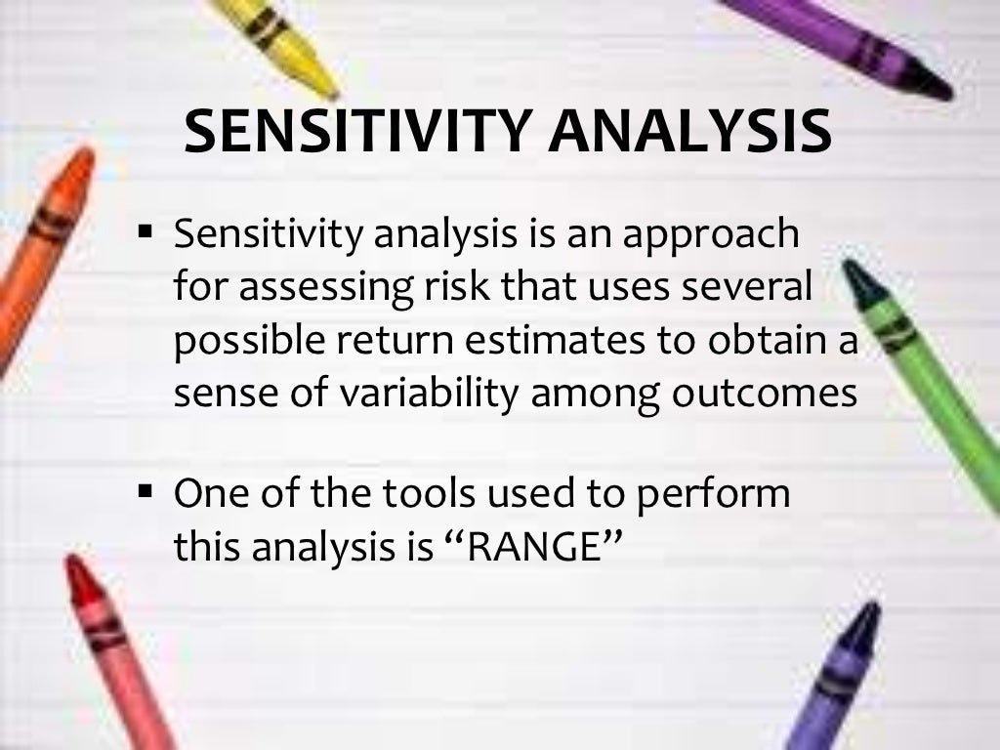 SENSITIVITY ANALYSIS
▪ Sensitivity analysis is an approach
for assessing risk that uses several
possible return estimates to obtain a
sense of variability among outcomes
▪ One of the tools used to perform
this analysis is “RANGE”